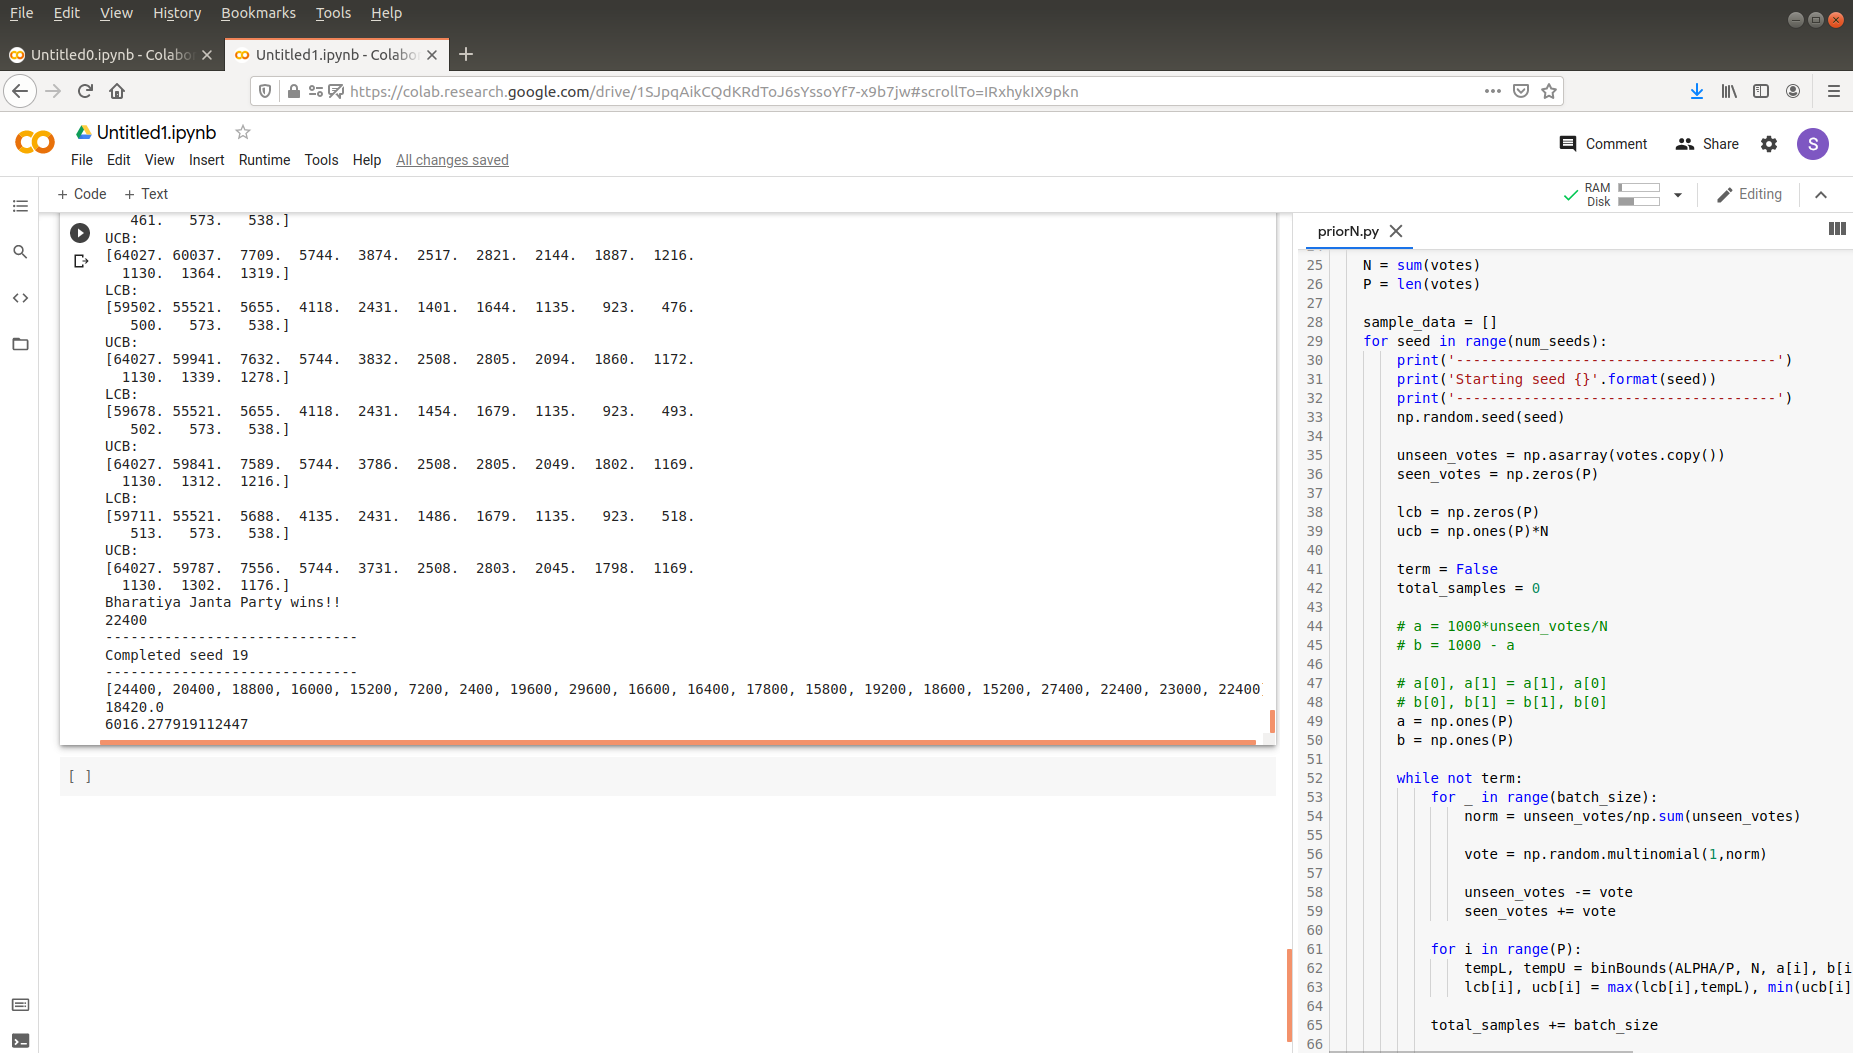 File Edit View History Bookmarks Tools Help
Untitled0.ipynb - Colabo
Untitled1.ipynb - Colabo
https://colab.research.google.com/drive/1SJpqAikCQdKRdToJ6sYssoYf7-x9b7jw#scrollTo=IRxhykIX9pkn
Untitled1.ipynb
Comment Share S
File Edit View Insert Runtime Tools Help All changes saved
+ Code + Text
RAM
Disk
Editing
461. 573. 538.]
UCB:
[64027. 60037. 7709. 5744. 3874. 2517. 2821. 2144. 1887. 1216.
1130. 1364. 1319.]
LCB:
[59502. 55521. 5655. 4118. 2431. 1401. 1644. 1135. 923. 476.
500. 573. 538.]
UCB:
[64027. 59941. 7632. 5744. 3832. 2508. 2805. 2094. 1860. 1172.
1130. 1339. 1278.]
LCB:
[59678. 55521. 5655. 4118. 2431. 1454. 1679. 1135. 923. 493.
502. 573. 538.]
UCB:
[64027. 59841. 7589. 5744. 3786. 2508. 2805. 2049. 1802. 1169.
1130. 1312. 1216.]
LCB:
[59711. 55521. 5688. 4135. 2431. 1486. 1679. 1135. 923. 518.
513. 573. 538.]
UCB:
[64027. 59787. 7556. 5744. 3731. 2508. 2803. 2045. 1798. 1169.
1130. 1302. 1176.]
Bharatiya Janta Party wins!!
22400
------------------------------
Completed seed 19
------------------------------
[24400, 20400, 18800, 16000, 15200, 7200, 2400, 19600, 29600, 16600, 16400, 17800, 15800, 19200, 18600, 15200, 27400, 22400, 23000, 22400]
18420.0
6016.277919112447
[ ]
priorN.py
25 N = sum(votes)
26 P = len(votes)
27
28 sample_data = []
29 for seed in range(num_seeds):
30 print('--------------------------------------')
31 print('Starting seed {}'.format(seed))
32 print('--------------------------------------')
33 np.random.seed(seed)
34
35 unseen_votes = np.asarray(votes.copy())
36 seen_votes = np.zeros(P)
37
38 lcb = np.zeros(P)
39 ucb = np.ones(P)*N
40
41 term = False
42 total_samples = 0
43
44 # a = 1000*unseen_votes/N
45 # b = 1000 - a
46
47 # a[0], a[1] = a[1], a[0]
48 # b[0], b[1] = b[1], b[0]
49 a = np.ones(P)
50 b = np.ones(P)
51
52 while not term:
53 for _ in range(batch_size):
54 norm = unseen_votes/np.sum(unseen_votes)
55
56 vote = np.random.multinomial(1,norm)
57
58 unseen_votes -= vote
59 seen_votes += vote
60
61 for i in range(P):
62 tempL, tempU = binBounds(ALPHA/P, N, a[i], b[i
63 lcb[i], ucb[i] = max(lcb[i],tempL), min(ucb[i]
64
65 total_samples += batch_size
66